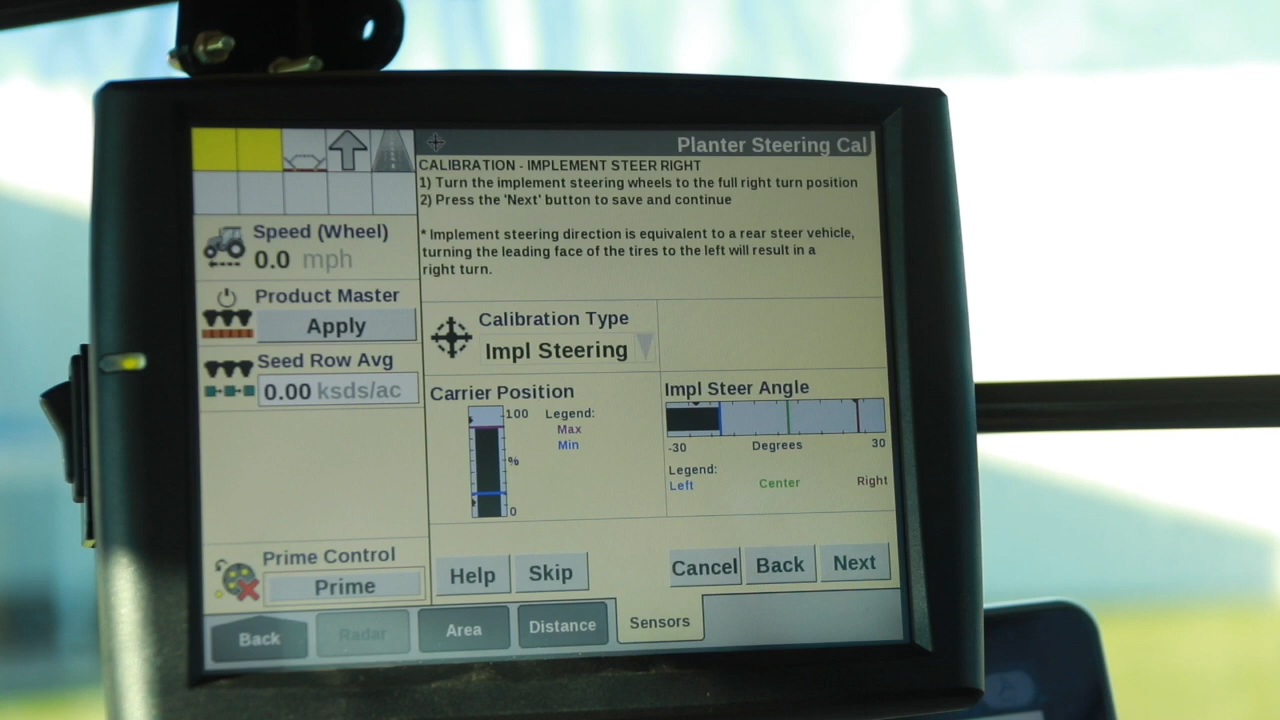 Planter Steering Cal
CALIBRATION - IMPLEMENT STEER RIGHT
1) Turn the implement steering wheels to the full right turn position
2) Press the 'Next' button to save and continue
* Implement steering direction is equivalent to a rear steer vehicle,
turning the leading face of the tires to the left will result in a
right turn.
Speed (Wheel)
0.0 mph
Product Master
Apply
Seed Row Avg
0.00 ksds/ac
Prime Control
Prime
Calibration Type
Impl Steering
Carrier Position
100
%
0
Legend:
Max
Min
Impl Steer Angle
-30 Degrees 30
Legend:
Left Center Right
Help Skip Cancel Back Next
Back Radar Area Distance Sensors